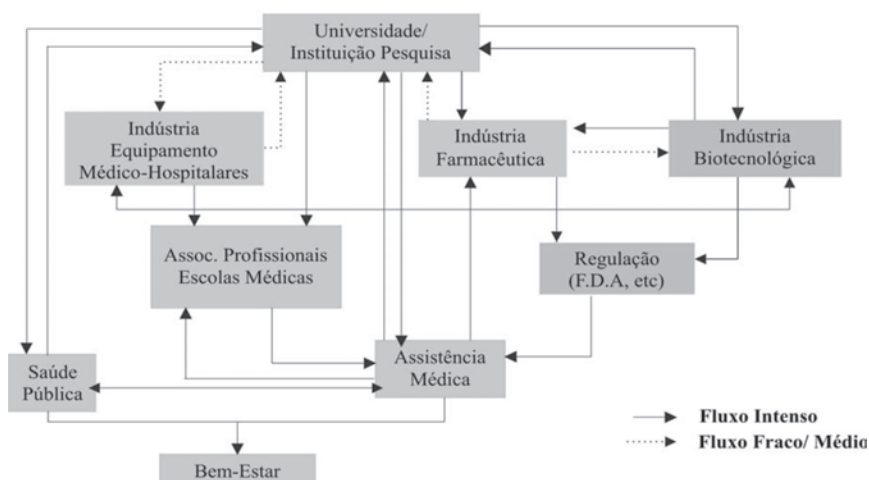 Universidade/
Instituição Pesquisa
Indústria
Equipamento
Médico-Hospitalares
Indústria
Farmacêutica
Indústria
Biotecnológica
Assoc. Profissionais
Escolas Médicas
Regulação
(F.D.A, etc)
Saúde
Pública
Assistência
Médica
Fluxo Intenso
Fluxo Fraco/ Médio
Bem-Estar